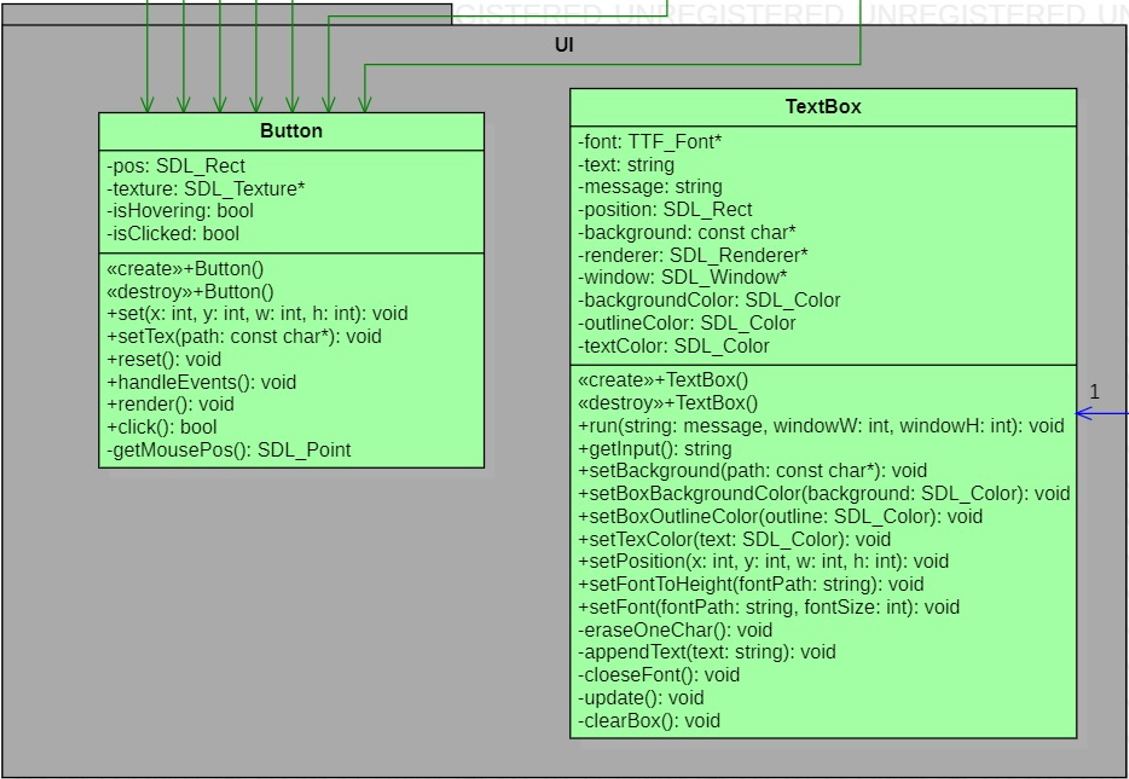 GISTERED UNREGISTERED UNREGISTERED UN
UI
Button
-pos: SDL_Rect
-texture: SDL_Texture*
-isHovering: bool
-isClicked: bool
«create»+Button()
«destroy»+Button()
+set(x: int, y: int, w: int, h: int): void
+setTex(path: const char*): void
+reset(): void
+handleEvents(): void
+render(): void
+click(): bool
-getMousePos(): SDL_Point
TextBox
-font: TTF_Font*
-text: string
-message: string
-position: SDL_Rect
-background: const char*
-renderer: SDL_Renderer*
-window: SDL_Window*
-backgroundColor: SDL_Color
-outlineColor: SDL_Color
-textColor: SDL_Color
«create»+TextBox()
«destroy»+TextBox()
+run(string: message, windowW: int, windowH: int): void
+getInput(): string
+setBackground(path: const char*): void
+setBoxBackgroundColor(background: SDL_Color): void
+setBoxOutlineColor(outline: SDL_Color): void
+setTexColor(text: SDL_Color): void
+setPosition(x: int, y: int, w: int, h: int): void
+setFontToHeight(fontPath: string): void
+setFont(fontPath: string, fontSize: int): void
-eraseOneChar(): void
-appendText(text: string): void
-cloeseFont(): void
-update(): void
-clearBox(): void
1